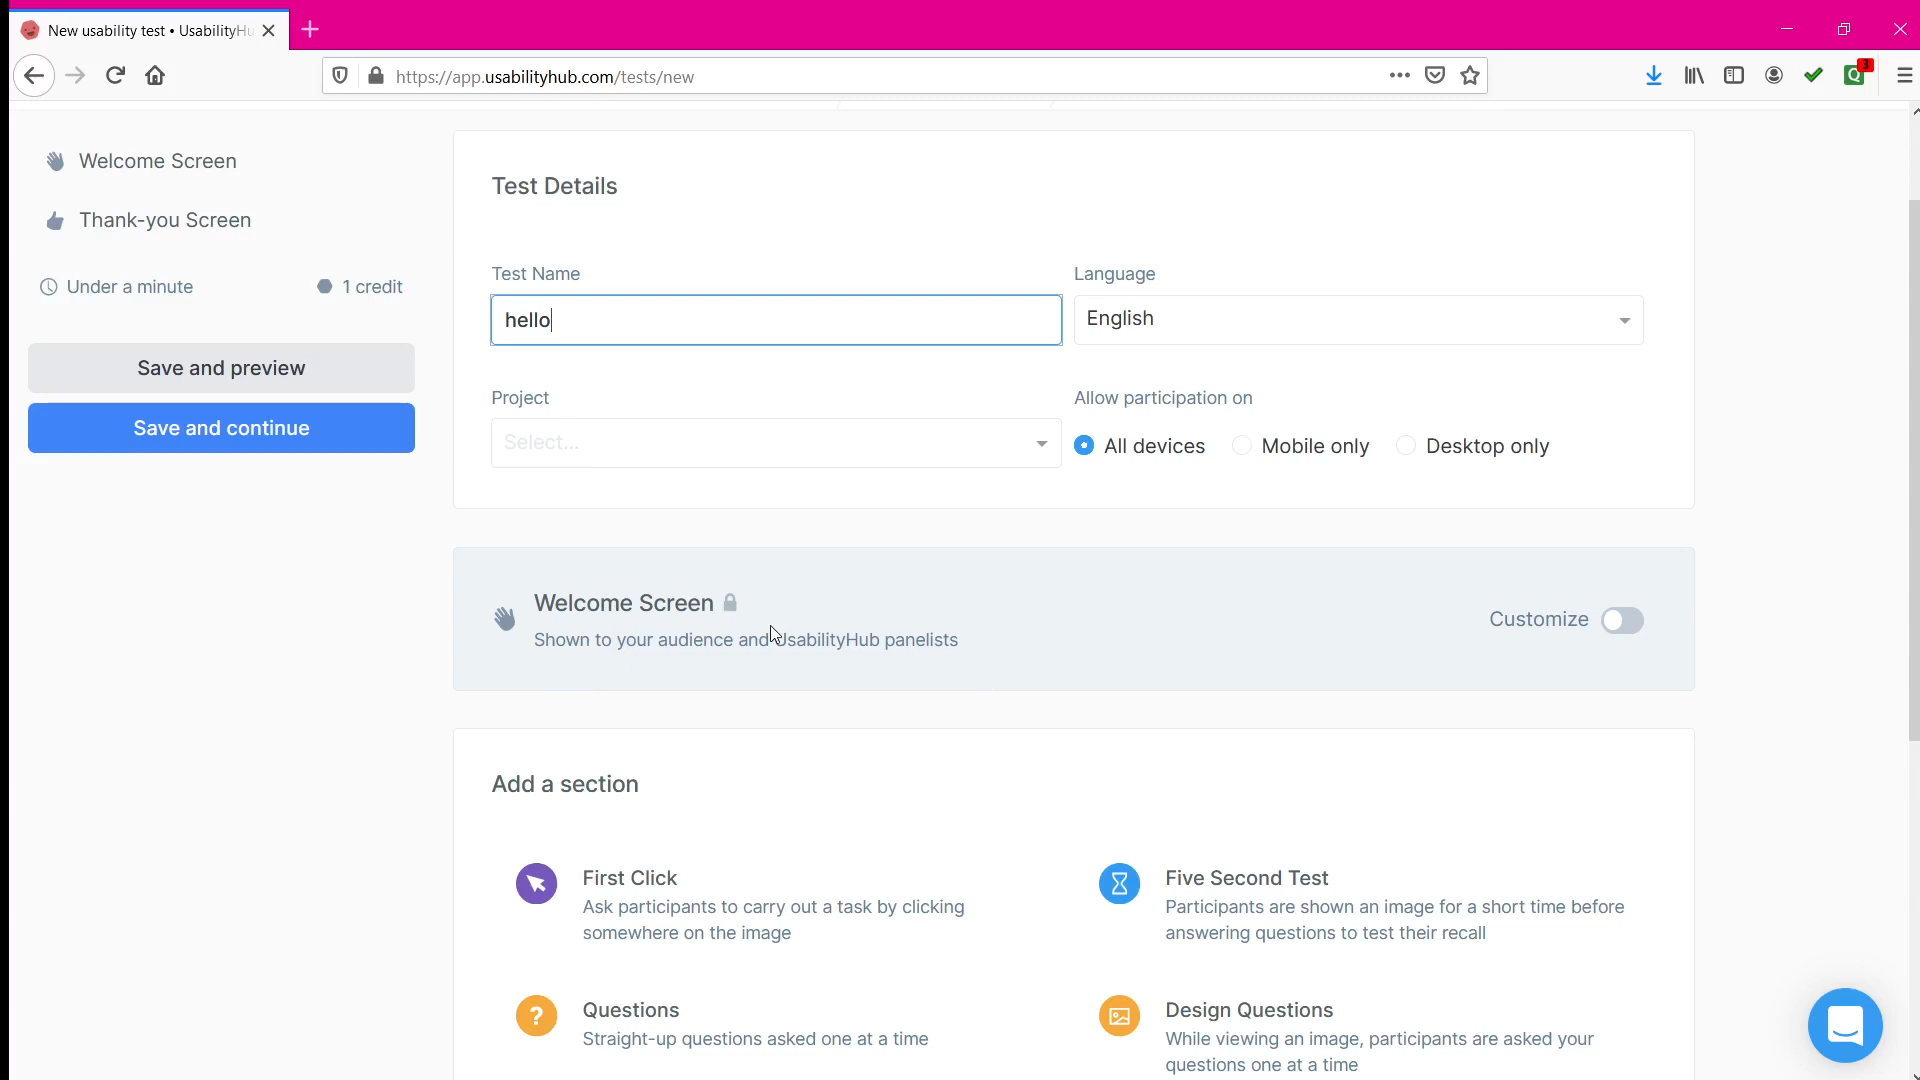 New usability test • UsabilityHu
https://app.usabilityhub.com/tests/new
3
Q
Welcome Screen
Thank-you Screen
Under a minute
1 credit
Save and preview
Save and continue
Test Details
Test Name
Language
hello
English
Project
Allow participation on
Select...
All devices
Mobile only
Desktop only
Welcome Screen
Shown to your audience and UsabilityHub panelists
Customize
Add a section
First Click
Ask participants to carry out a task by clicking
somewhere on the image
Five Second Test
Participants are shown an image for a short time before
answering questions to test their recall
?
Questions
Straight-up questions asked one at a time
Design Questions
While viewing an image, participants are asked your
questions one at a time